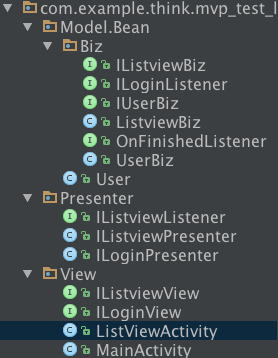 com.example.think.mvp_test_l
Model.Bean
Biz
I IListviewBiz
I ILoginListener
I IUserBiz
C ListviewBiz
I OnFinishedListener
C UserBiz
C User
Presenter
I IListviewListener
C IListviewPresenter
C ILoginPresenter
View
I IListviewView
I ILoginView
C ListViewActivity
C MainActivity